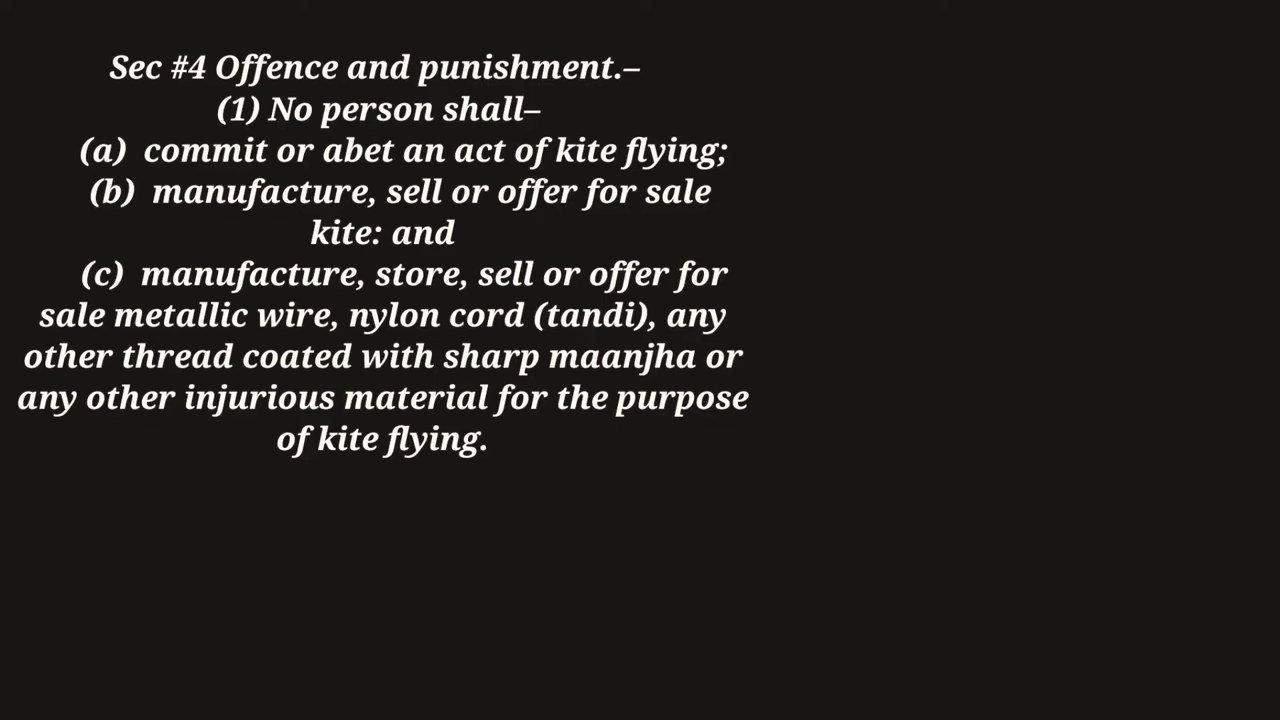 Sec #4 Offence and punishment.–
(1) No person shall–
(a) commit or abet an act of kite flying;
(b) manufacture, sell or offer for sale
kite: and
(c) manufacture, store, sell or offer for
sale metallic wire, nylon cord (tandi), any
other thread coated with sharp maanjha or
any other injurious material for the purpose
of kite flying.